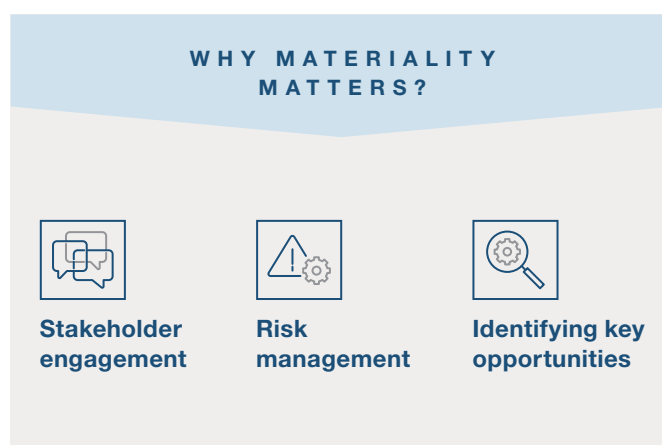 WHY MATERIALITY
MATTERS?
Stakeholder
engagement
Risk
management
Identifying key
opportunities